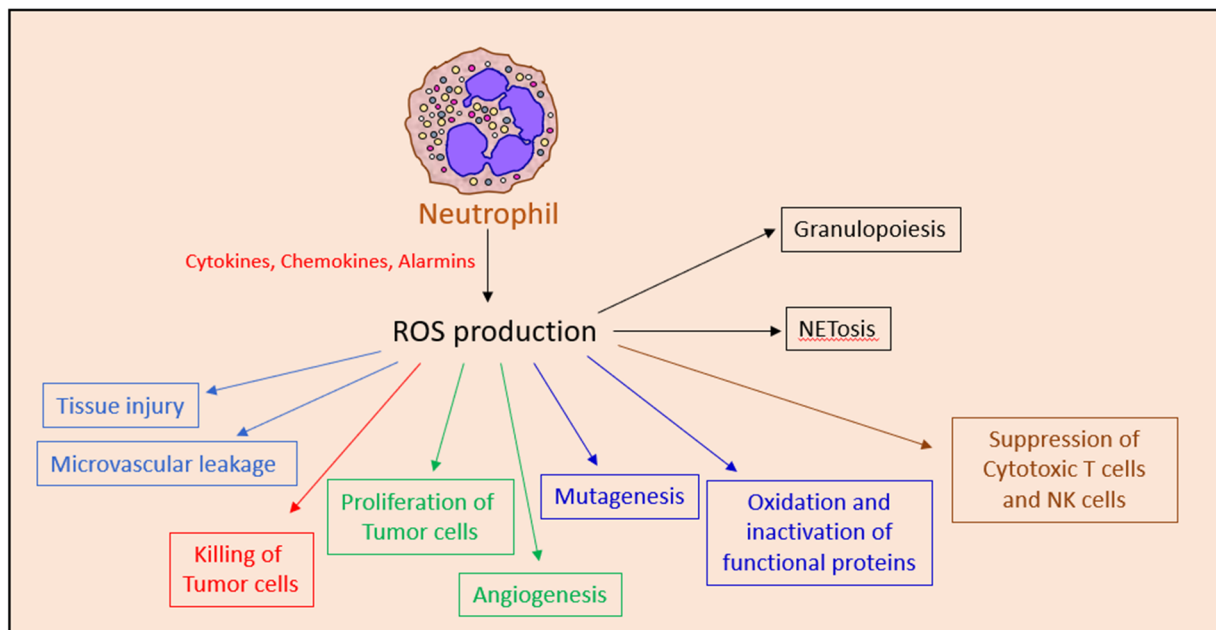 Neutrophil
Cytokines, Chemokines, Alarmins
ROS production
Granulopoiesis
NETosis
Tissue injury
Microvascular leakage
Killing of
Tumor cells
Proliferation of
Tumor cells
Angiogenesis
Mutagenesis
Oxidation and
inactivation of
functional proteins
Suppression of
Cytotoxic T cells
and NK cells